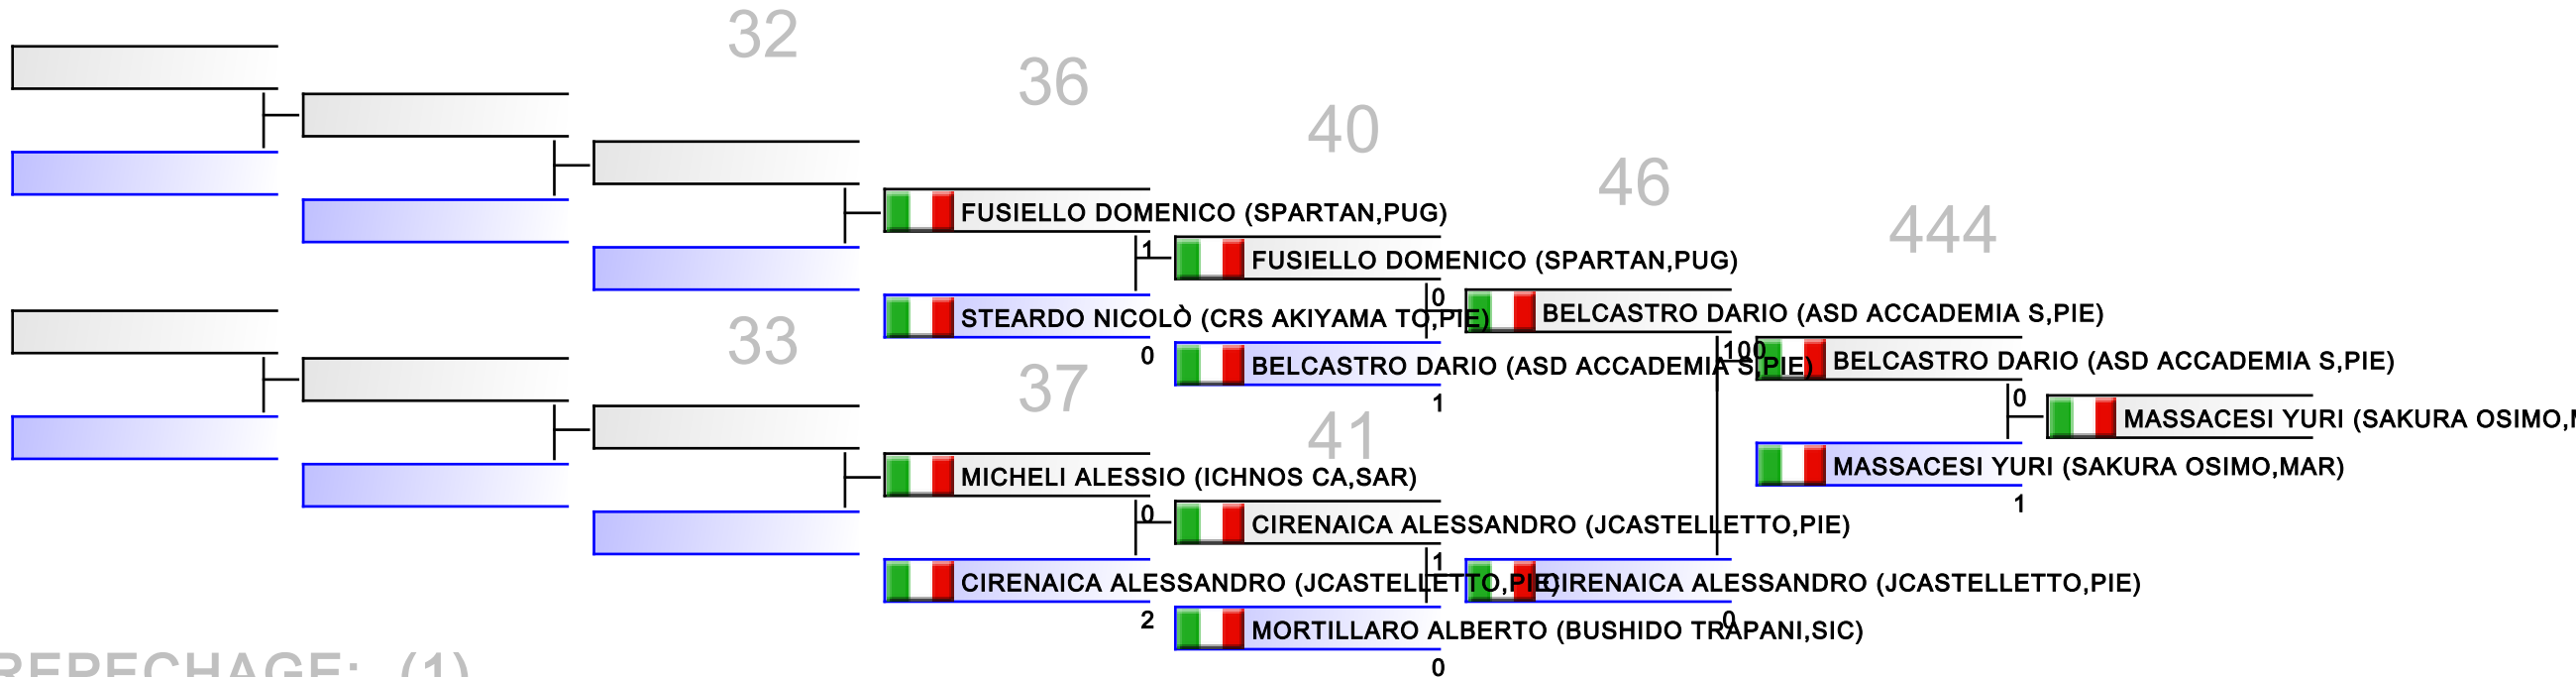 32
36
40
46
444
FUSIELLO DOMENICO (SPARTAN,PUG)
1
FUSIELLO DOMENICO (SPARTAN,PUG)
0
STEARDO NICOLÒ (CRS AKIYAMA TO,PIE)
0
BELCASTRO DARIO (ASD ACCADEMIA S,PIE)
100
BELCASTRO DARIO (ASD ACCADEMIA S,PIE)
1
BELCASTRO DARIO (ASD ACCADEMIA S,PIE)
0
MASSACESI YURI (SAKURA OSIMO,M
MASSACESI YURI (SAKURA OSIMO,MAR)
1
33
37
41
MICHELI ALESSIO (ICHNOS CA,SAR)
0
CIRENAICA ALESSANDRO (JCASTELLETTO,PIE)
1
CIRENAICA ALESSANDRO (JCASTELLETTO,PIE)
2
CIRENAICA ALESSANDRO (JCASTELLETTO,PIE)
0
MORTILLARO ALBERTO (BUSHIDO TRAPANI,SIC)
0
REPECHAGE: (1)